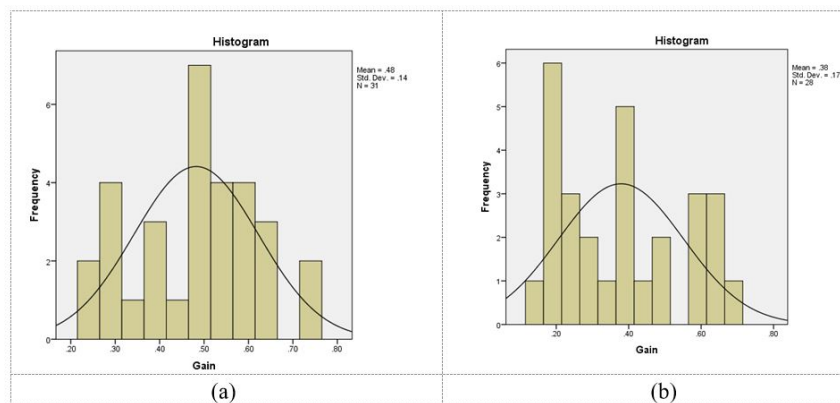 Histogram
Mean = .48
Std. Dev. = .14
N = 31
6
4
2
0
Frequency
.20 .30 .40 .50 .60 .70 .80
Gain
(a)
Histogram
Mean = .38
Std. Dev. = .17
N = 28
6
5
4
3
2
1
0
Frequency
.20 .40 .60 .80
Gain
(b)